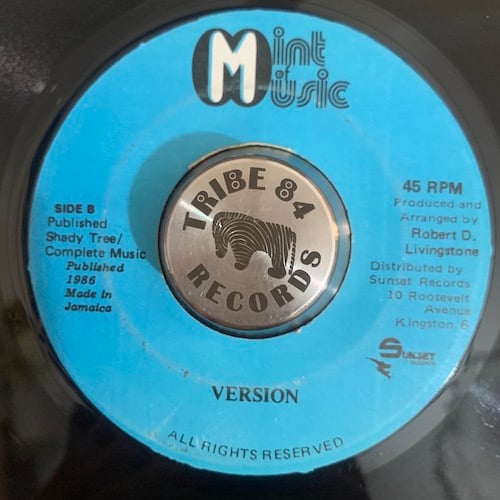 Mint
Music
SIDE B
Published
Shady Tree/
Complete Music
Published
1986
Made in
Jamaica
TRIBE 84
RECORDS
45 RPM
Produced and
Arranged by
Robert D.
Livingstone
Distributed by
Sunset Records
10 Roosevelt
Avenue
Kingston 6
SUNSET
RECORDS
VERSION
ALL RIGHTS RESERVED